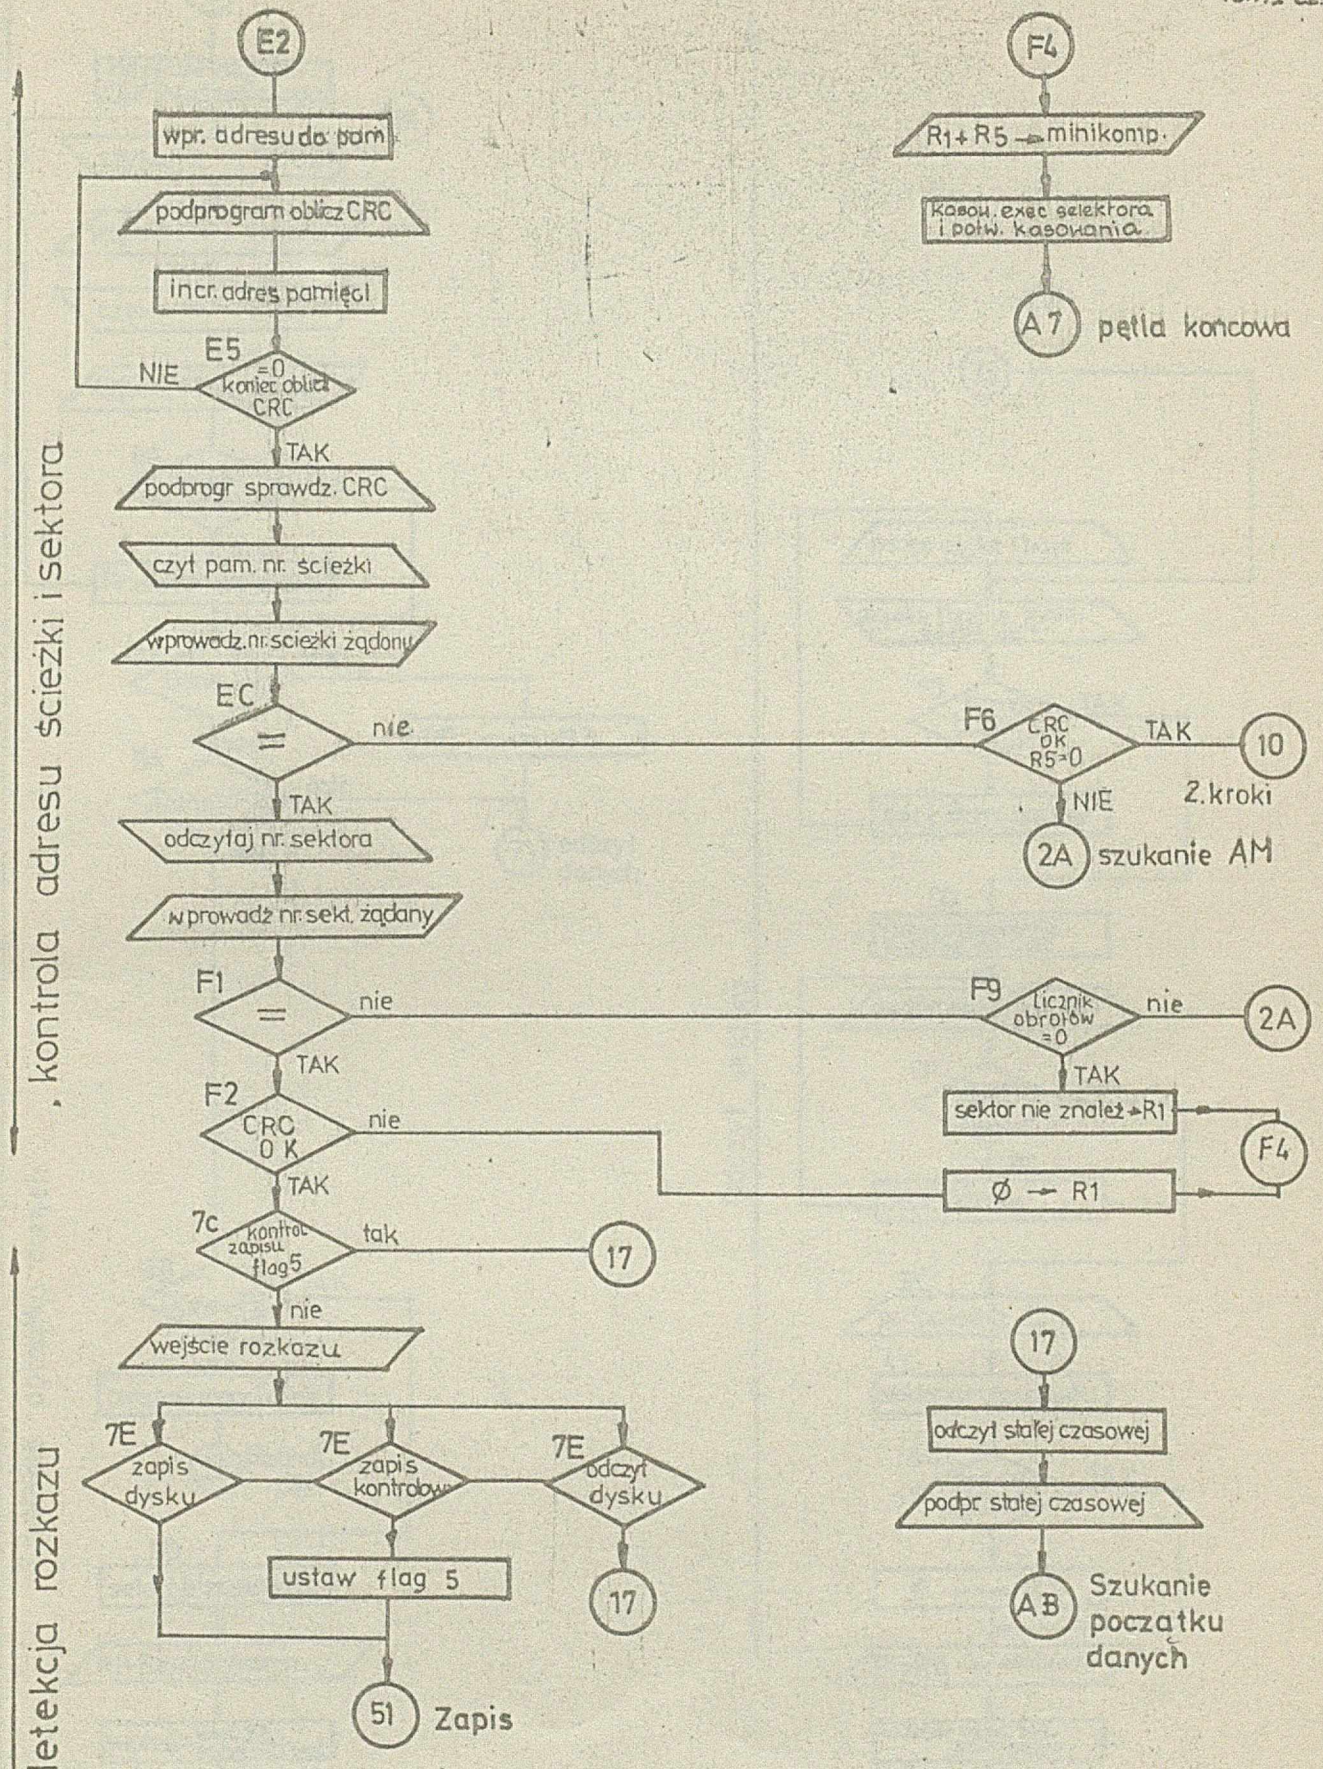 E2
wpr. adresu do pam
podprogram oblicz CRC
incr. adres pamięci
E5
=0
koniec oblicz
CRC
NIE
TAK
podprogr sprawdz. CRC
czyt pam. nr. ścieżki
wprowadz. nr. scieżki żądony
EC
=
nie
TAK
odczytaj nr. sektora
wprowadż nr. sekt. żądany
F1
=
nie
TAK
F2
CRC
OK
nie
TAK
7c
kontrol
zapisu
flag 5
tak
17
nie
wejście rozkazu
7E
zapis
dysku
7E
zapis
kontrolow
7E
odczyt
dysku
ustaw flag 5
17
51
Zapis
F4
R1+R5 → minikomp.
Kasow. exec selektora
i potw. kasowania
A7
pętla końcowa
F6
CRC
OK
R5=0
TAK
10
2. kroki
NIE
2A
szukanie AM
F9
Licznik
obrotów
=0
nie
2A
TAK
sektor nie znaleź → R1
F4
Ø → R1
17
odczyt stałej czasowej
podpr. stałej czasowej
AB
Szukanie
początku
danych
kontrola adresu ścieżki i sektora
detekcja rozkazu